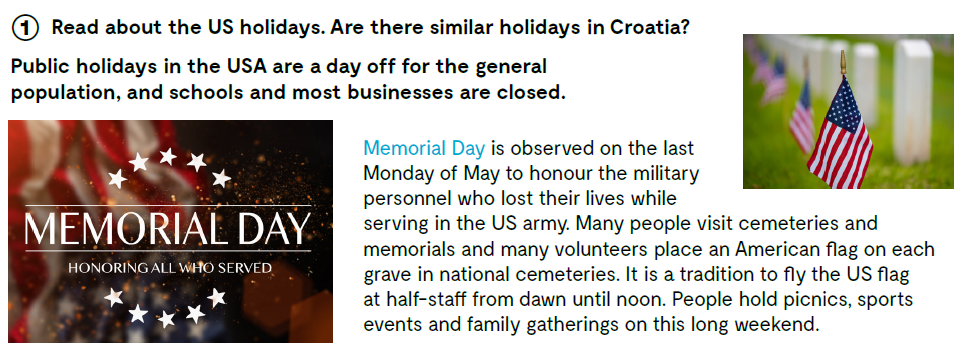 1 Read about the US holidays. Are there similar holidays in Croatia?
Public holidays in the USA are a day off for the general
population, and schools and most businesses are closed.
MEMORIAL DAY
HONORING ALL WHO SERVED
Memorial Day is observed on the last
Monday of May to honour the military
personnel who lost their lives while
serving in the US army. Many people visit cemeteries and
memorials and many volunteers place an American flag on each
grave in national cemeteries. It is a tradition to fly the US flag
at half-staff from dawn until noon. People hold picnics, sports
events and family gatherings on this long weekend.